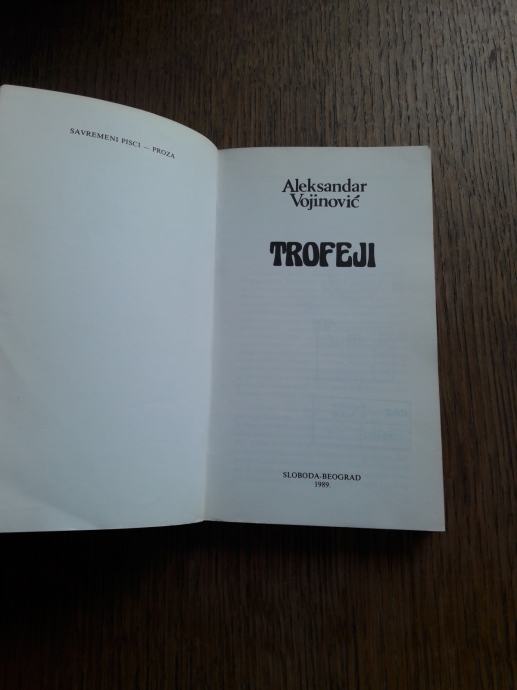 SAVREMENI PISCI — PROZA
Aleksandar
Vojinović
TROFEJI
SLOBODA-BEOGRAD
1989.